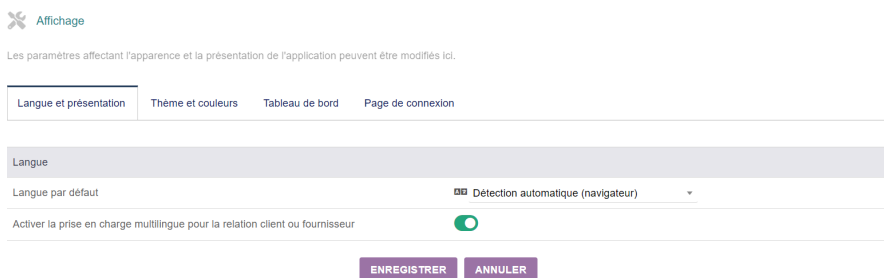 Affichage
Les paramètres affectant l'apparence et la présentation de l'application peuvent être modifiés ici.
Langue et présentation Thème et couleurs Tableau de bord Page de connexion
Langue
Langue par défaut Détection automatique (navigateur)
Activer la prise en charge multilingue pour la relation client ou fournisseur
ENREGISTRER ANNULER